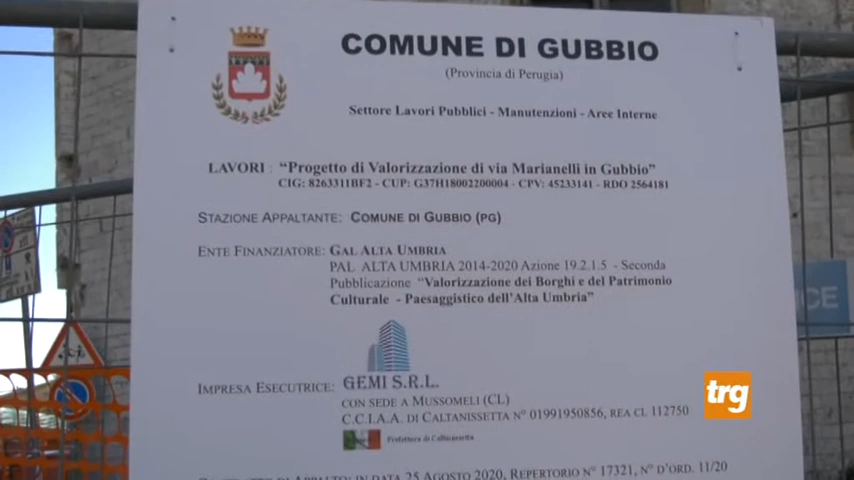 COMUNE DI GUBBIO
(Provincia di Perugia)
SETTORE LAVORI PUBBLICI - MANUTENZIONI - AREE INTERNE
LAVORI : "Progetto di Valorizzazione di via Marianelli in Gubbio"
CIG: 8263311BF2 - CUP: G37H18002200004 - CPV: 45233141 - RDO 2564181
STAZIONE APPALTANTE: COMUNE DI GUBBIO (PG)
ENTE FINANZIATORE: GAL ALTA UMBRIA
PAL ALTA UMBRIA 2014-2020 Azione 19.2.1.5 - Seconda
Pubblicazione "Valorizzazione dei Borghi e del Patrimonio
Culturale - Paesaggistico dell'Alta Umbria"
IMPRESA ESECUTRICE: GEMI S.R.L.
CON SEDE A MUSSOMELI (CL)
C.C.I.A.A. DI CALTANISSETTA N° 01991950856, REA CL 112750
Prefettura di Caltanissetta
DI APPALTO: IN DATA 25 AGOSTO 2020, REPERTORIO N° 17321, N° D'ORD. 11/20
trg